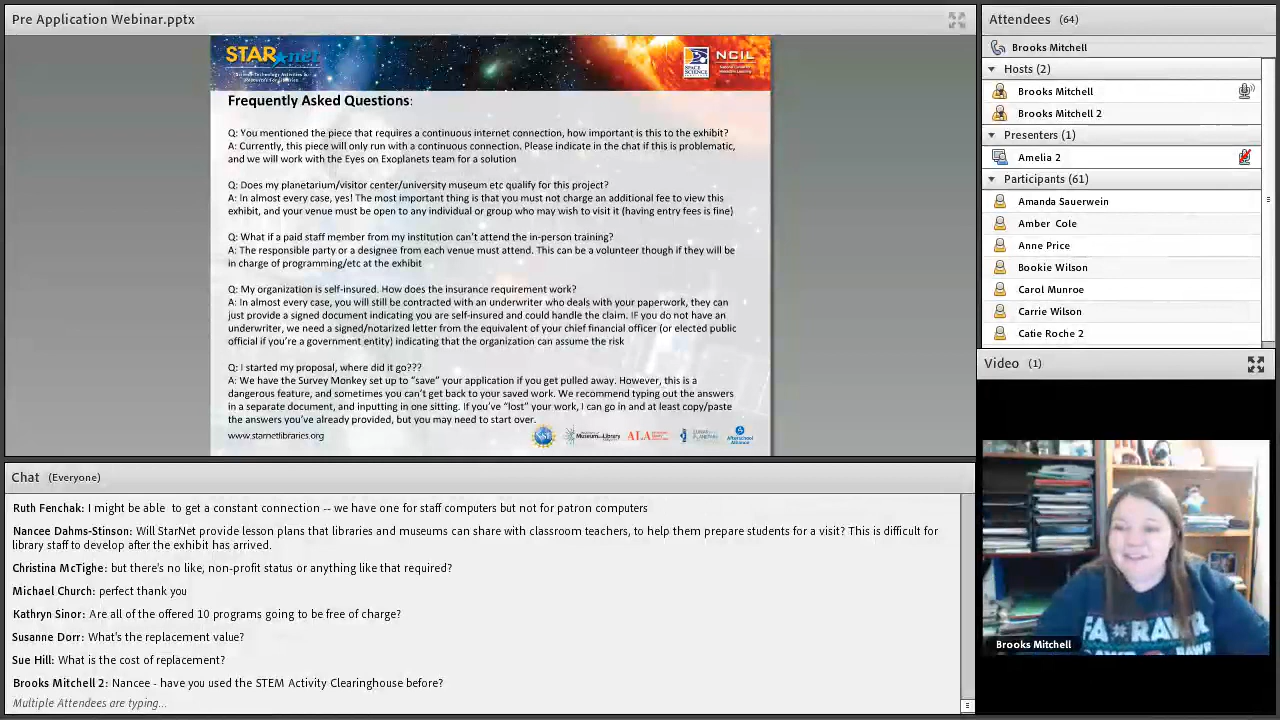 Pre Application Webinar.pptx
STAR net
Science-Technology Activities &
SPACE SCIENCE
NCIL
Frequently Asked Questions:
Q: You mentioned the piece that requires a continuous internet connection, how important is this to the exhibit?
A: Currently, this piece will only run with a continuous connection. Please indicate in the chat if this is problematic,
and we will work with the Eyes on Exoplanets team for a solution
Q: Does my planetarium/visitor center/university museum etc qualify for this project?
A: In almost every case, yes! The most important thing is that you must not charge an additional fee to view this
exhibit, and your venue must be open to any individual or group who may wish to visit it (having entry fees is fine)
Q: What if a paid staff member from my institution can't attend the in-person training?
A: The responsible party or a designee from each venue must attend. This can be a volunteer though if they will be
in charge of programming/etc at the exhibit
Q: My organization is self-insured. How does the insurance requirement work?
A: In almost every case, you will still be contracted with an underwriter who deals with your paperwork, they can
just provide a signed document indicating you are self-insured and could handle the claim. IF you do not have an
underwriter, we need a signed/notarized letter from the equivalent of your chief financial officer (or elected public
official if you're a government entity) indicating that the organization can assume the risk
Q: I started my proposal, where did it go???
A: We have the Survey Monkey set up to "save" your application if you get pulled away. However, this is a
dangerous feature, and sometimes you can't get back to your saved work. We recommend typing out the answers
in a separate document, and inputting in one sitting. If you've "lost" your work, I can go in and at least copy/paste
the answers you've already provided, but you may need to start over.
www.starnetlibraries.org
NSF
Museum and Library
ALA
Afterschool
Alliance
Chat (Everyone)
Ruth Fenchak: I might be able to get a constant connection -- we have one for staff computers but not for patron computers
Nancee Dahms-Stinson: Will StarNet provide lesson plans that libraries and museums can share with classroom teachers, to help them prepare students for a visit? This is difficult for
library staff to develop after the exhibit has arrived.
Christina McTighe: but there's no like, non-profit status or anything like that required?
Michael Church: perfect thank you
Kathryn Sinor: Are all of the offered 10 programs going to be free of charge?
Susanne Dorr: What's the replacement value?
Sue Hill: What is the cost of replacement?
Brooks Mitchell 2: Nancee - have you used the STEM Activity Clearinghouse before?
Multiple Attendees are typing...
Attendees (64)
Brooks Mitchell
Hosts (2)
Brooks Mitchell
Brooks Mitchell 2
Presenters (1)
Amelia 2
Participants (61)
Amanda Sauerwein
Amber Cole
Anne Price
Bookie Wilson
Carol Munroe
Carrie Wilson
Catie Roche 2
Video (1)
Brooks Mitchell